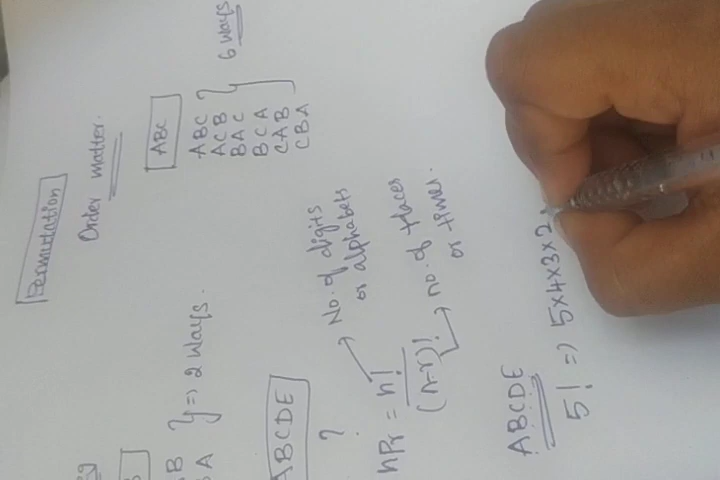 Permutation
Order matter.
ABC
ABC
ACB
BAC
BCA
CAB
CBA
6 ways
} => 2 ways.
ABCDE
?
nPr = n! / (n-r)!
→ No. of digits
or alphabets
→ no. of places
or times.
ABCDE
5! => 5×4×3×2